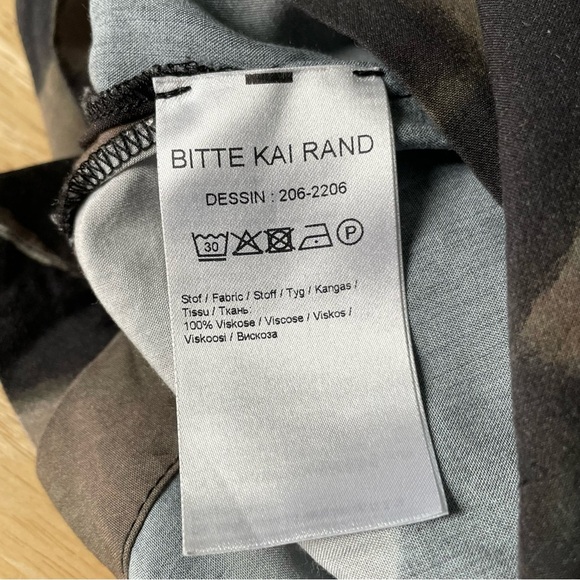 BITTE KAI RAND
DESSIN : 206-2206
30 P
Stof / Fabric / Stoff / Tyg / Kangas /
Tissu / Ткань:
100% Viskose / Viscose / Viskos /
Viskoosi / Вискоза